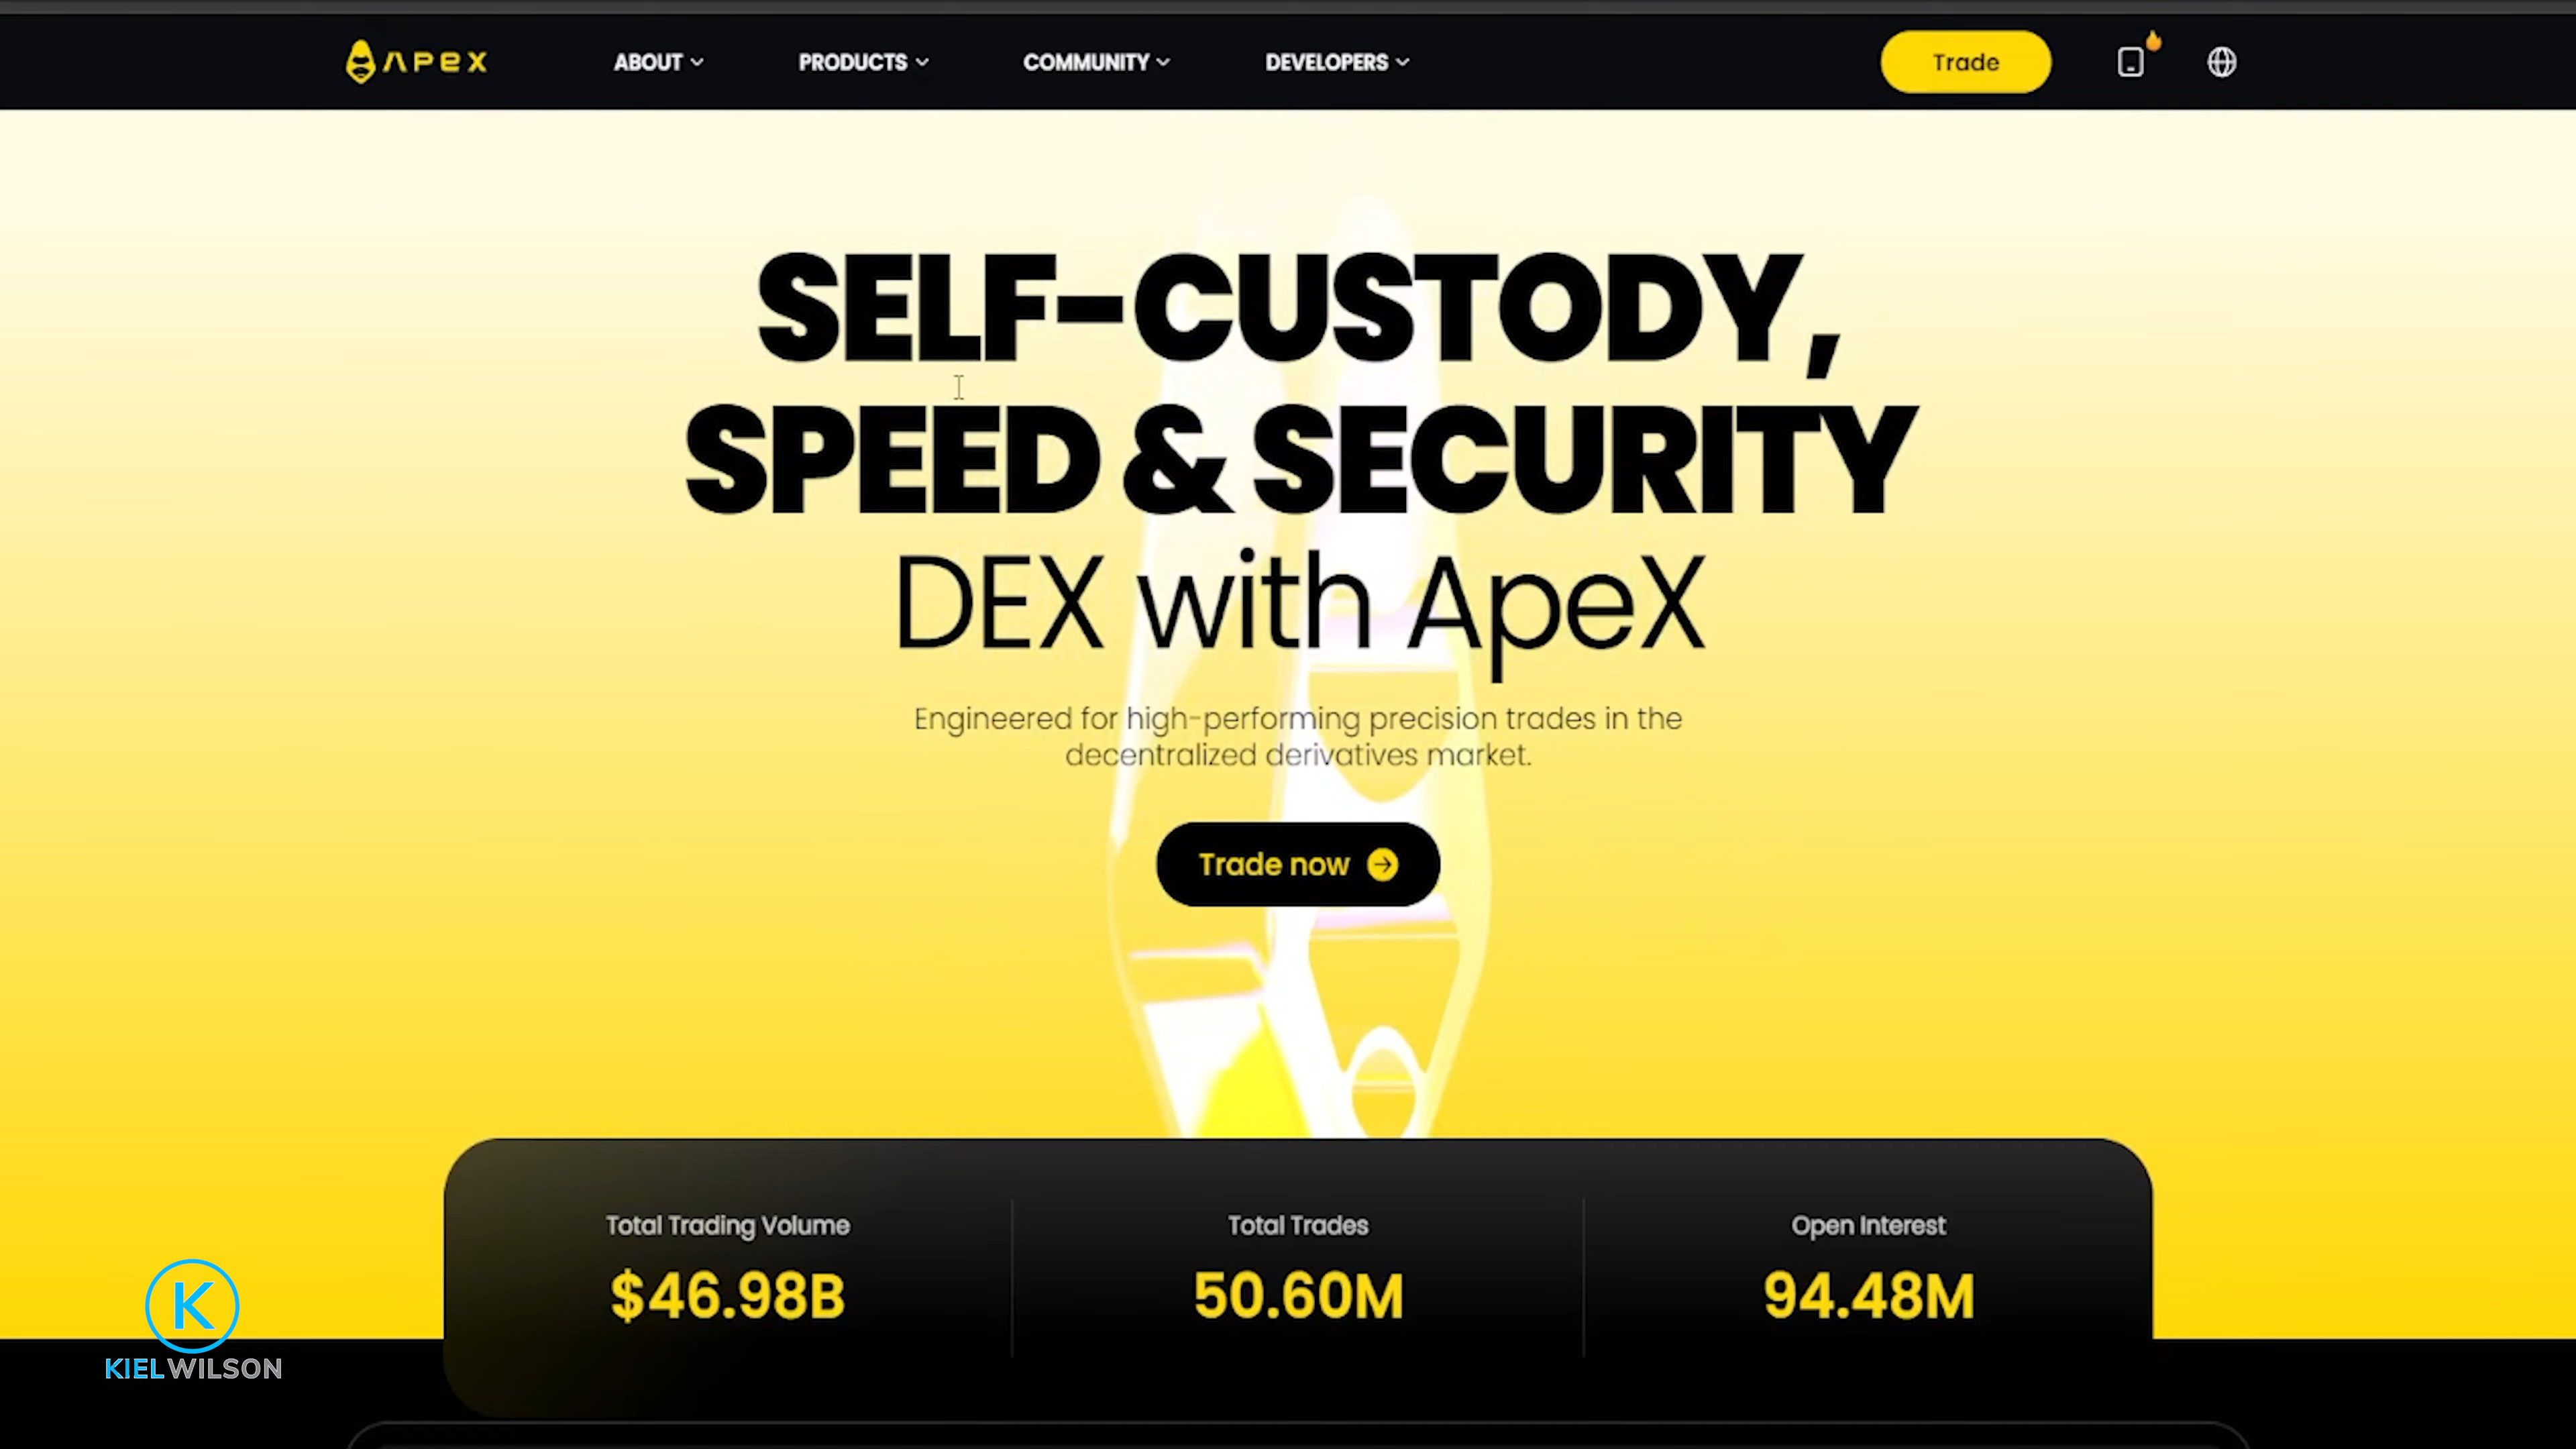 APEX
ABOUT PRODUCTS COMMUNITY DEVELOPERS
Trade
SELF-CUSTODY,
SPEED & SECURITY
DEX with ApeX
Engineered for high-performing precision trades in the
decentralized derivatives market.
Trade now
Total Trading Volume Total Trades Open Interest
$46.98B 50.60M 94.48M
K
KIELWILSON